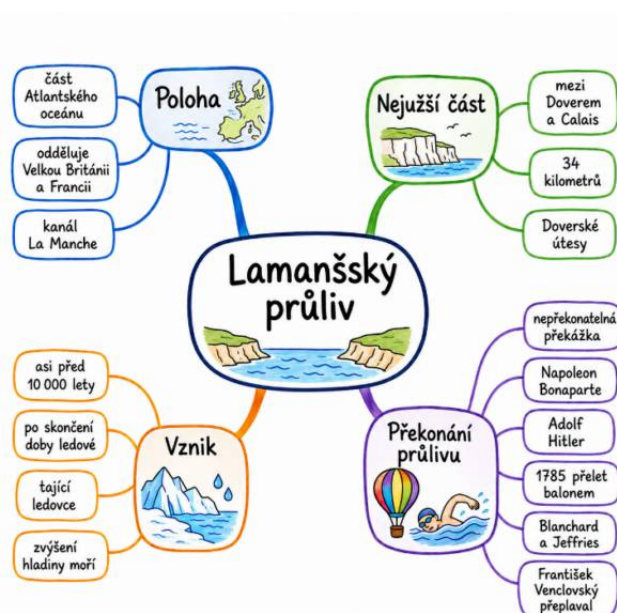 Lamanšský
průliv
Poloha
část
Atlantského
oceánu
odděluje
Velkou Británii
a Francii
kanál
La Manche
Nejužší část
mezi
Doverem
a Calais
34
kilometrů
Doverské
útesy
Vznik
asi před
10 000 lety
po skončení
doby ledové
tající
ledovce
zvýšení
hladiny moří
Překonání
průlivu
nepřekonatelná
překážka
Napoleon
Bonaparte
Adolf
Hitler
1785 přelet
balonem
Blanchard
a Jeffries
František
Venclovský
přeplaval